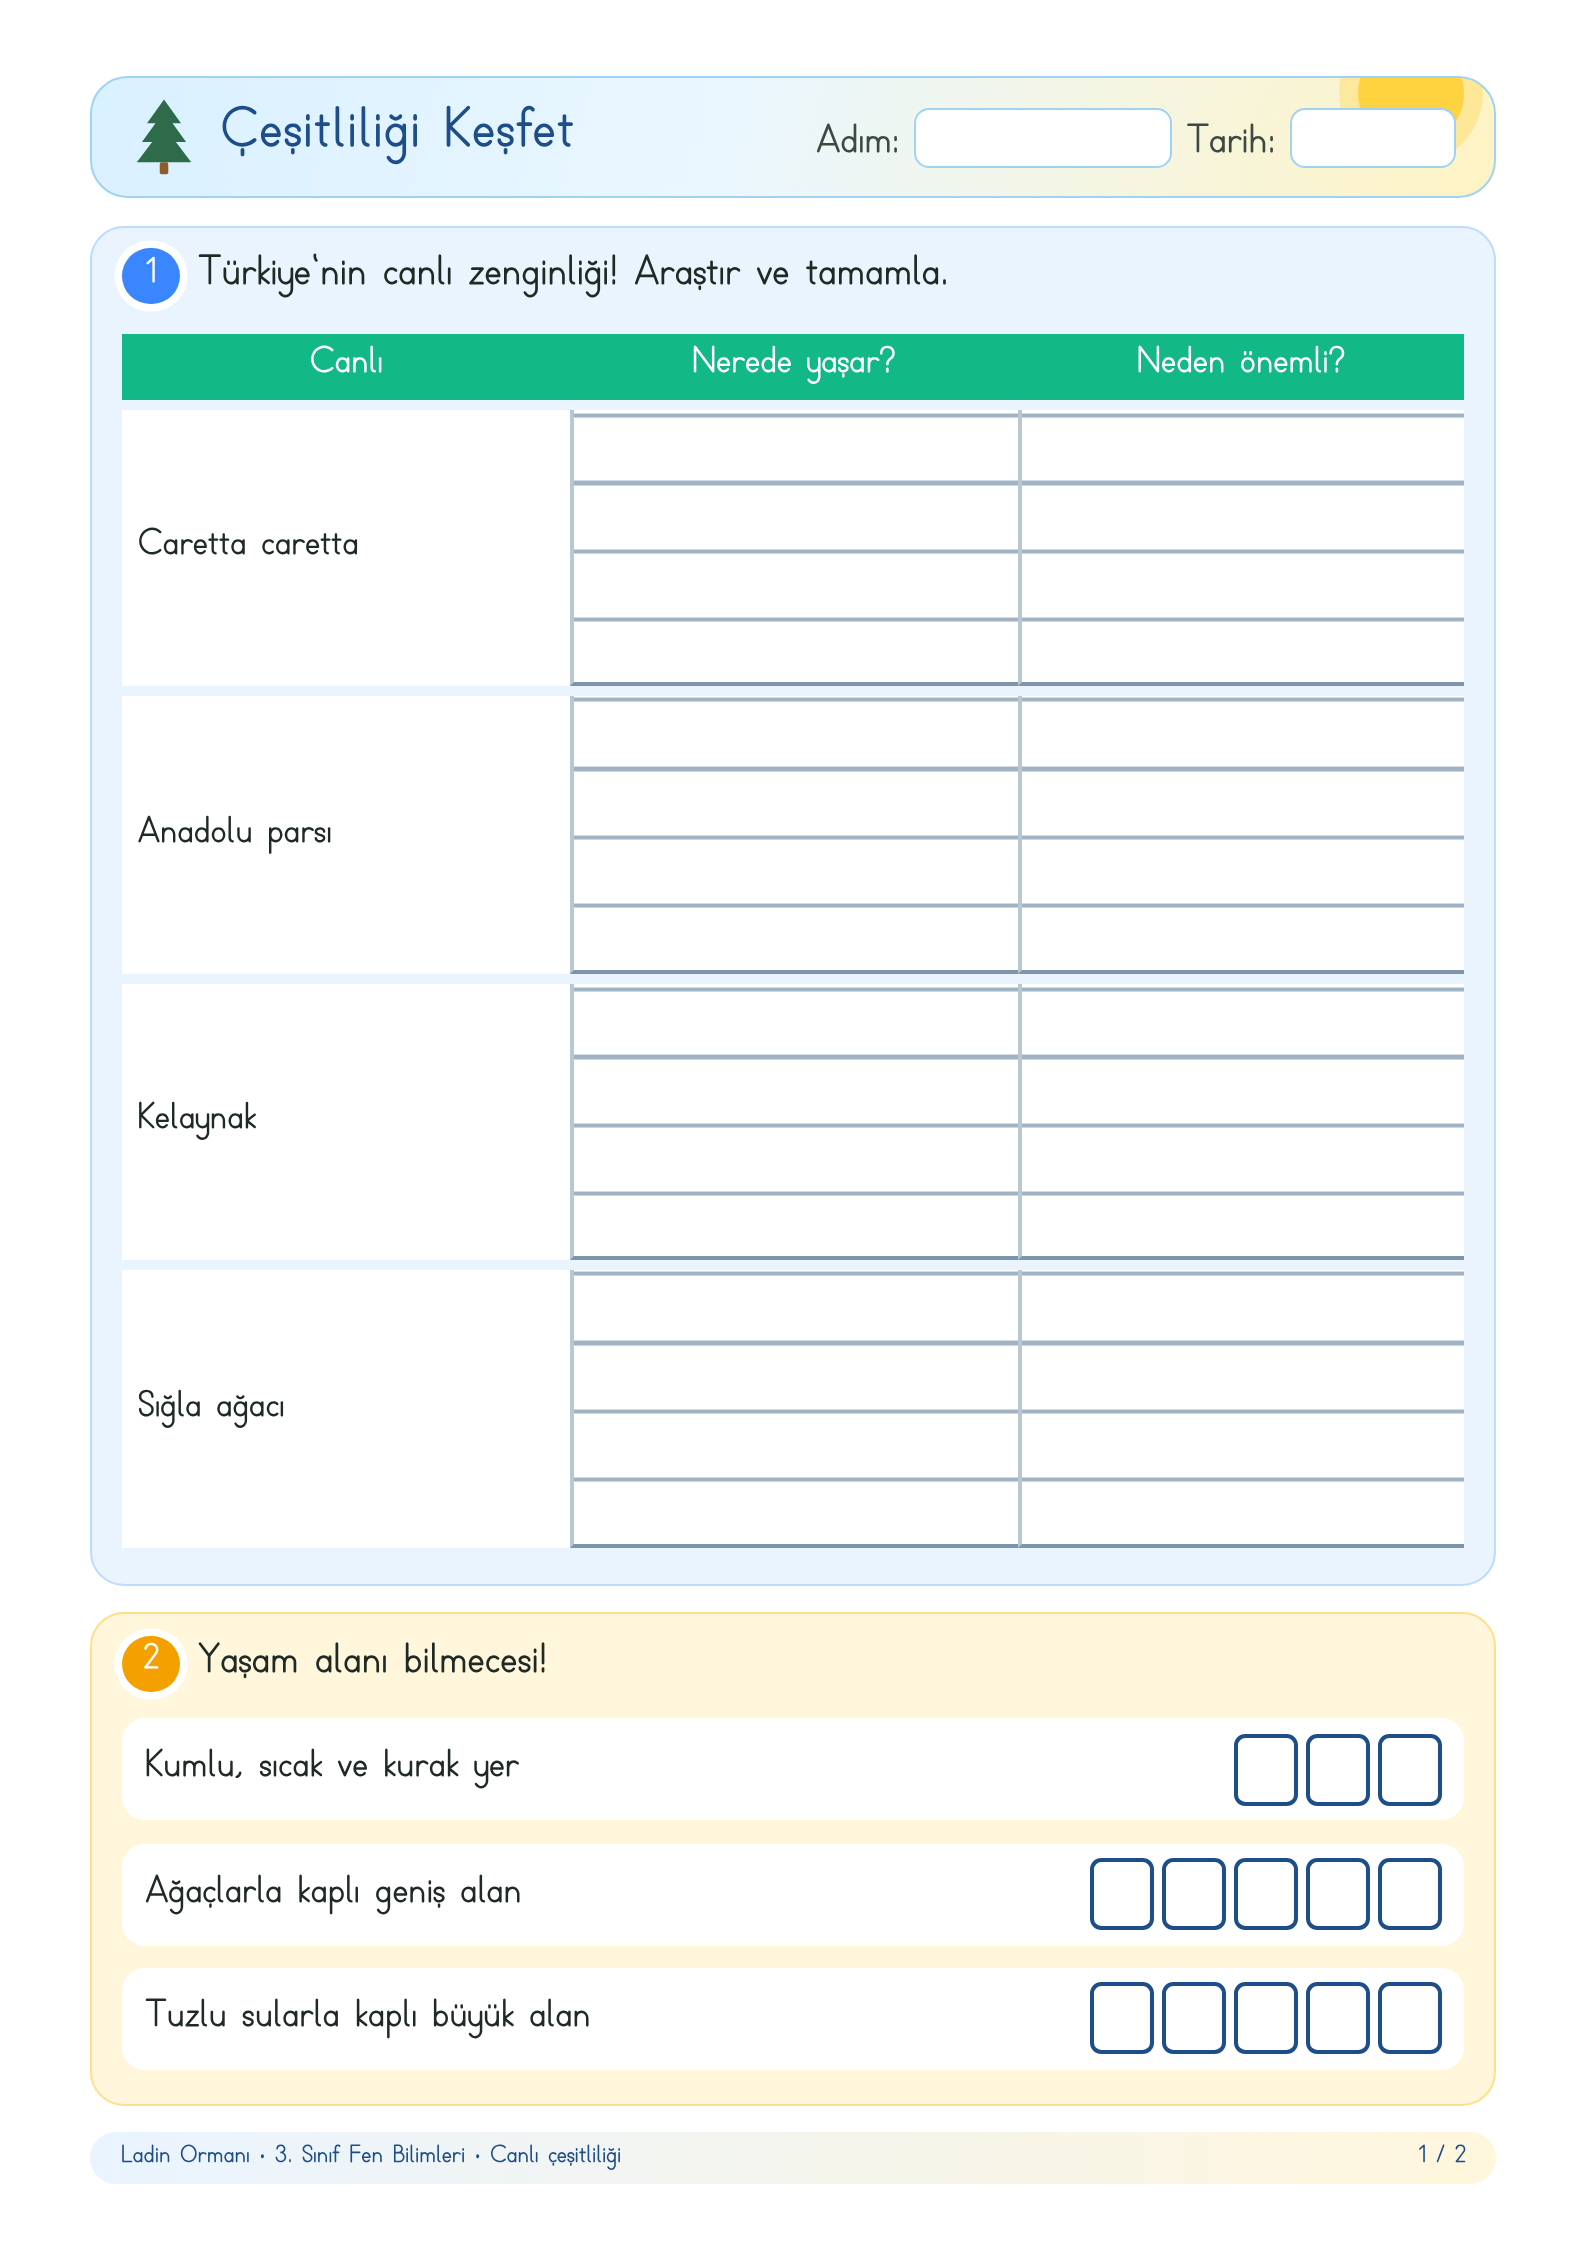 Çeşitliliği Keşfet
Adım:
Tarih:
1
Türkiye‘nin canlı zenginliği! Araştır ve tamamla.
Canlı
Nerede yaşar?
Neden önemli?
Caretta caretta
Anadolu parsı
Kelaynak
Sığla ağacı
2
Yaşam alanı bilmecesi!
Kumlu, sıcak ve kurak yer
Ağaçlarla kaplı geniş alan
Tuzlu sularla kaplı büyük alan
Ladin Ormanı • 3. Sınıf Fen Bilimleri • Canlı çeşitliliği
1 / 2